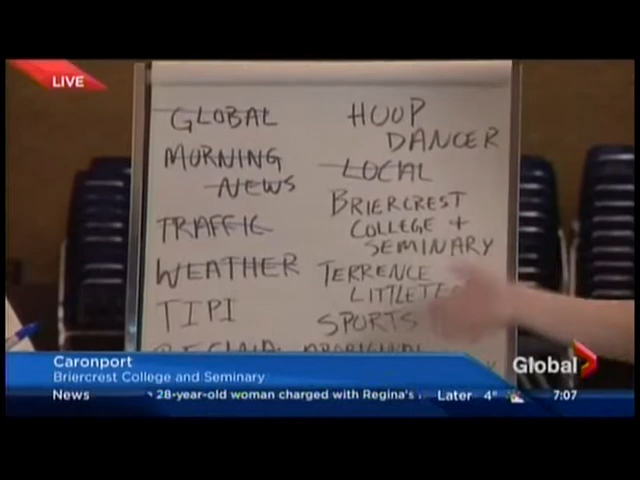 LIVE
GLOBAL
MORNING
NEWS
TRAFFIC
WEATHER
TIPI
HOOP
DANCER
LOCAL
BRIERCREST
COLLEGE +
SEMINARY
TERRENCE
SPORTS
Caronport
Briercrest College and Seminary
Global
News 28-year-old woman charged with Regina's Later 4° 7:07